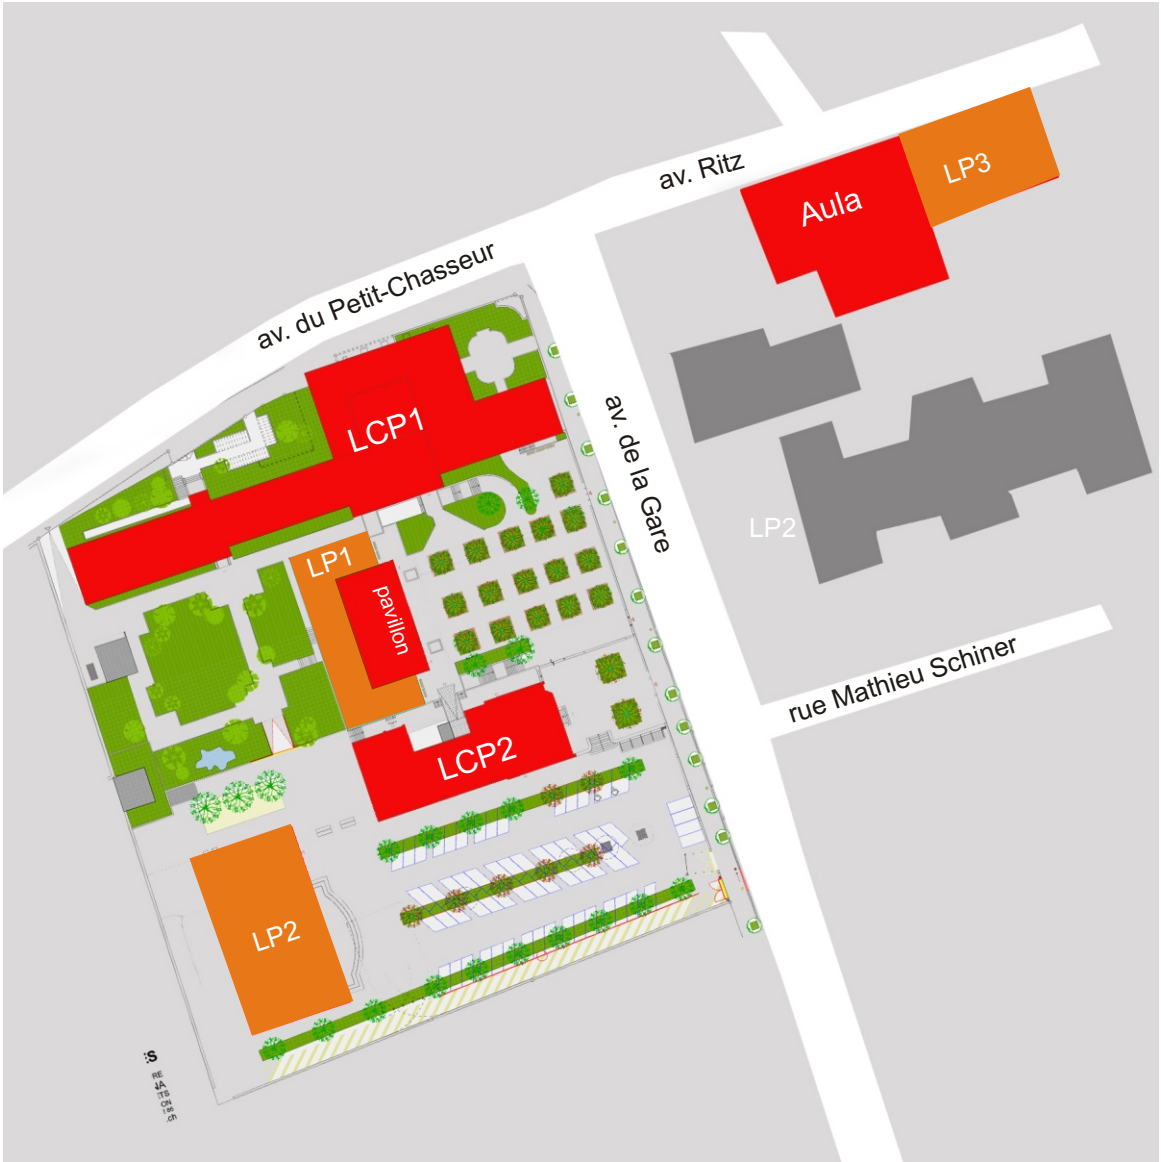 av. Ritz
LP3
Aula
av. du Petit-Chasseur
LCP1
av. de la Gare
LP2
LP1
pavillon
rue Mathieu Schiner
LCP2
LP2